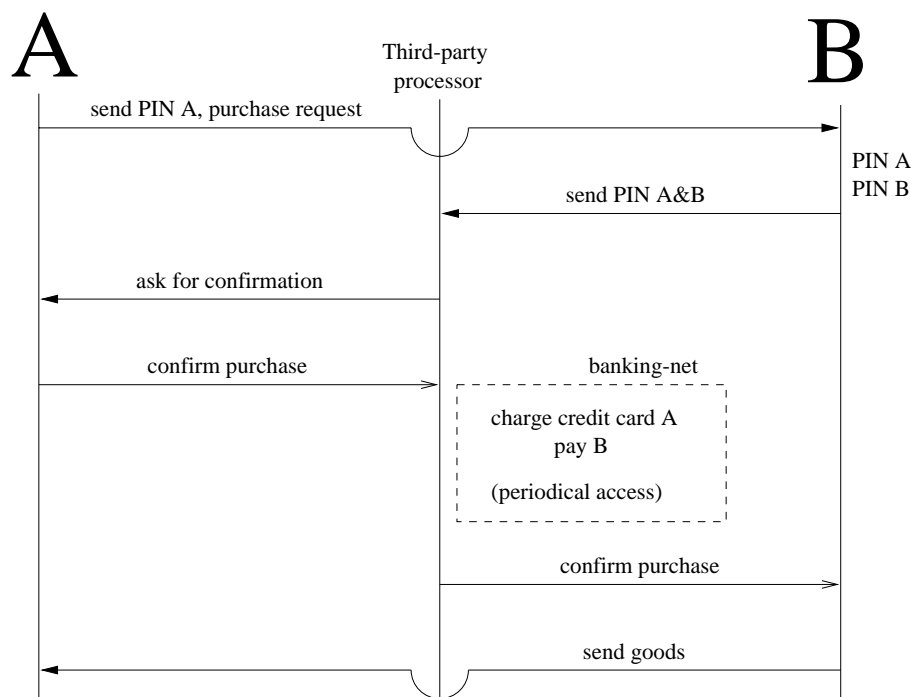 A
Third-party
processor
B
send PIN A, purchase request
PIN A
PIN B
send PIN A&B
ask for confirmation
confirm purchase
banking-net
charge credit card A
pay B
(periodical access)
confirm purchase
send goods